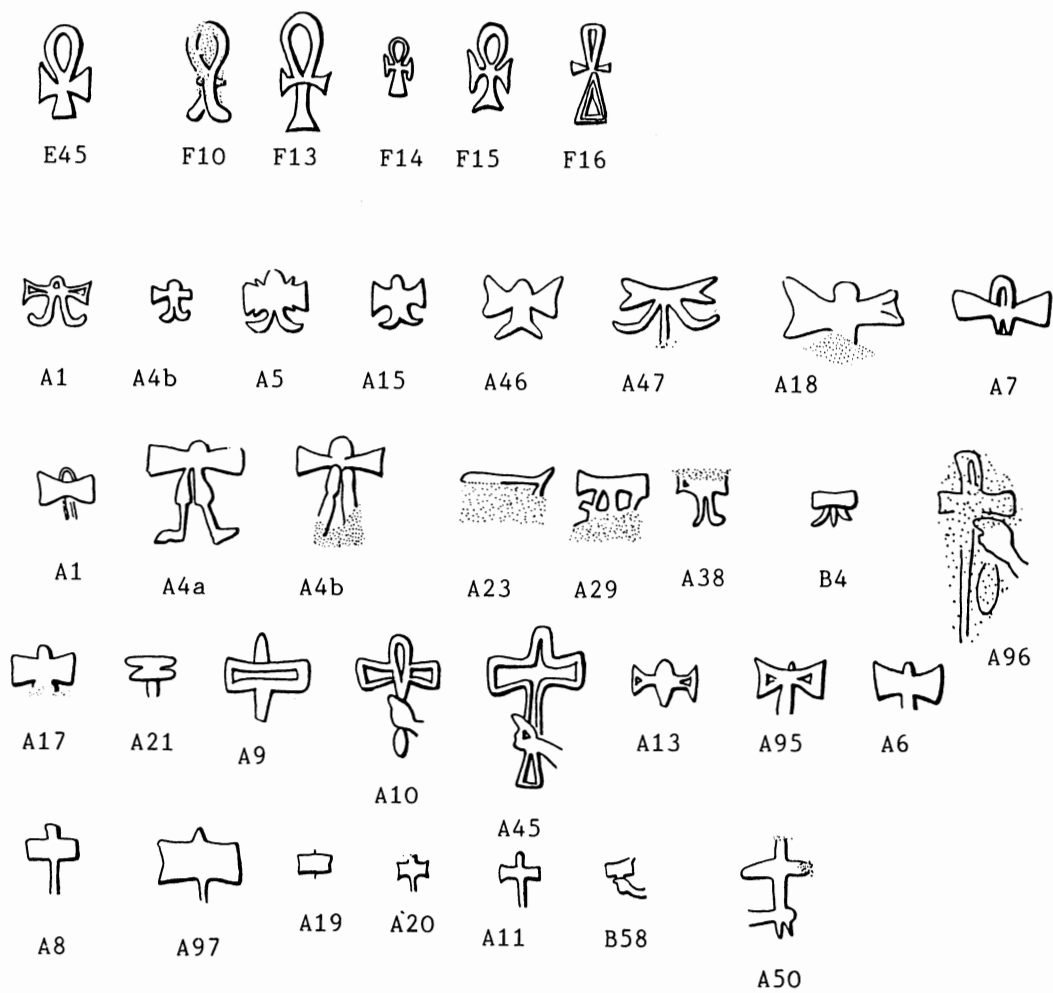 E45 F10 F13 F14 F15 F16
A1 A4b A5 A15 A46 A47 A18 A7
A1 A4a A4b A23 A29 A38 B4 A96
A17 A21 A9 A10 A45 A13 A95 A6
A8 A97 A19 A20 A11 B58 A50